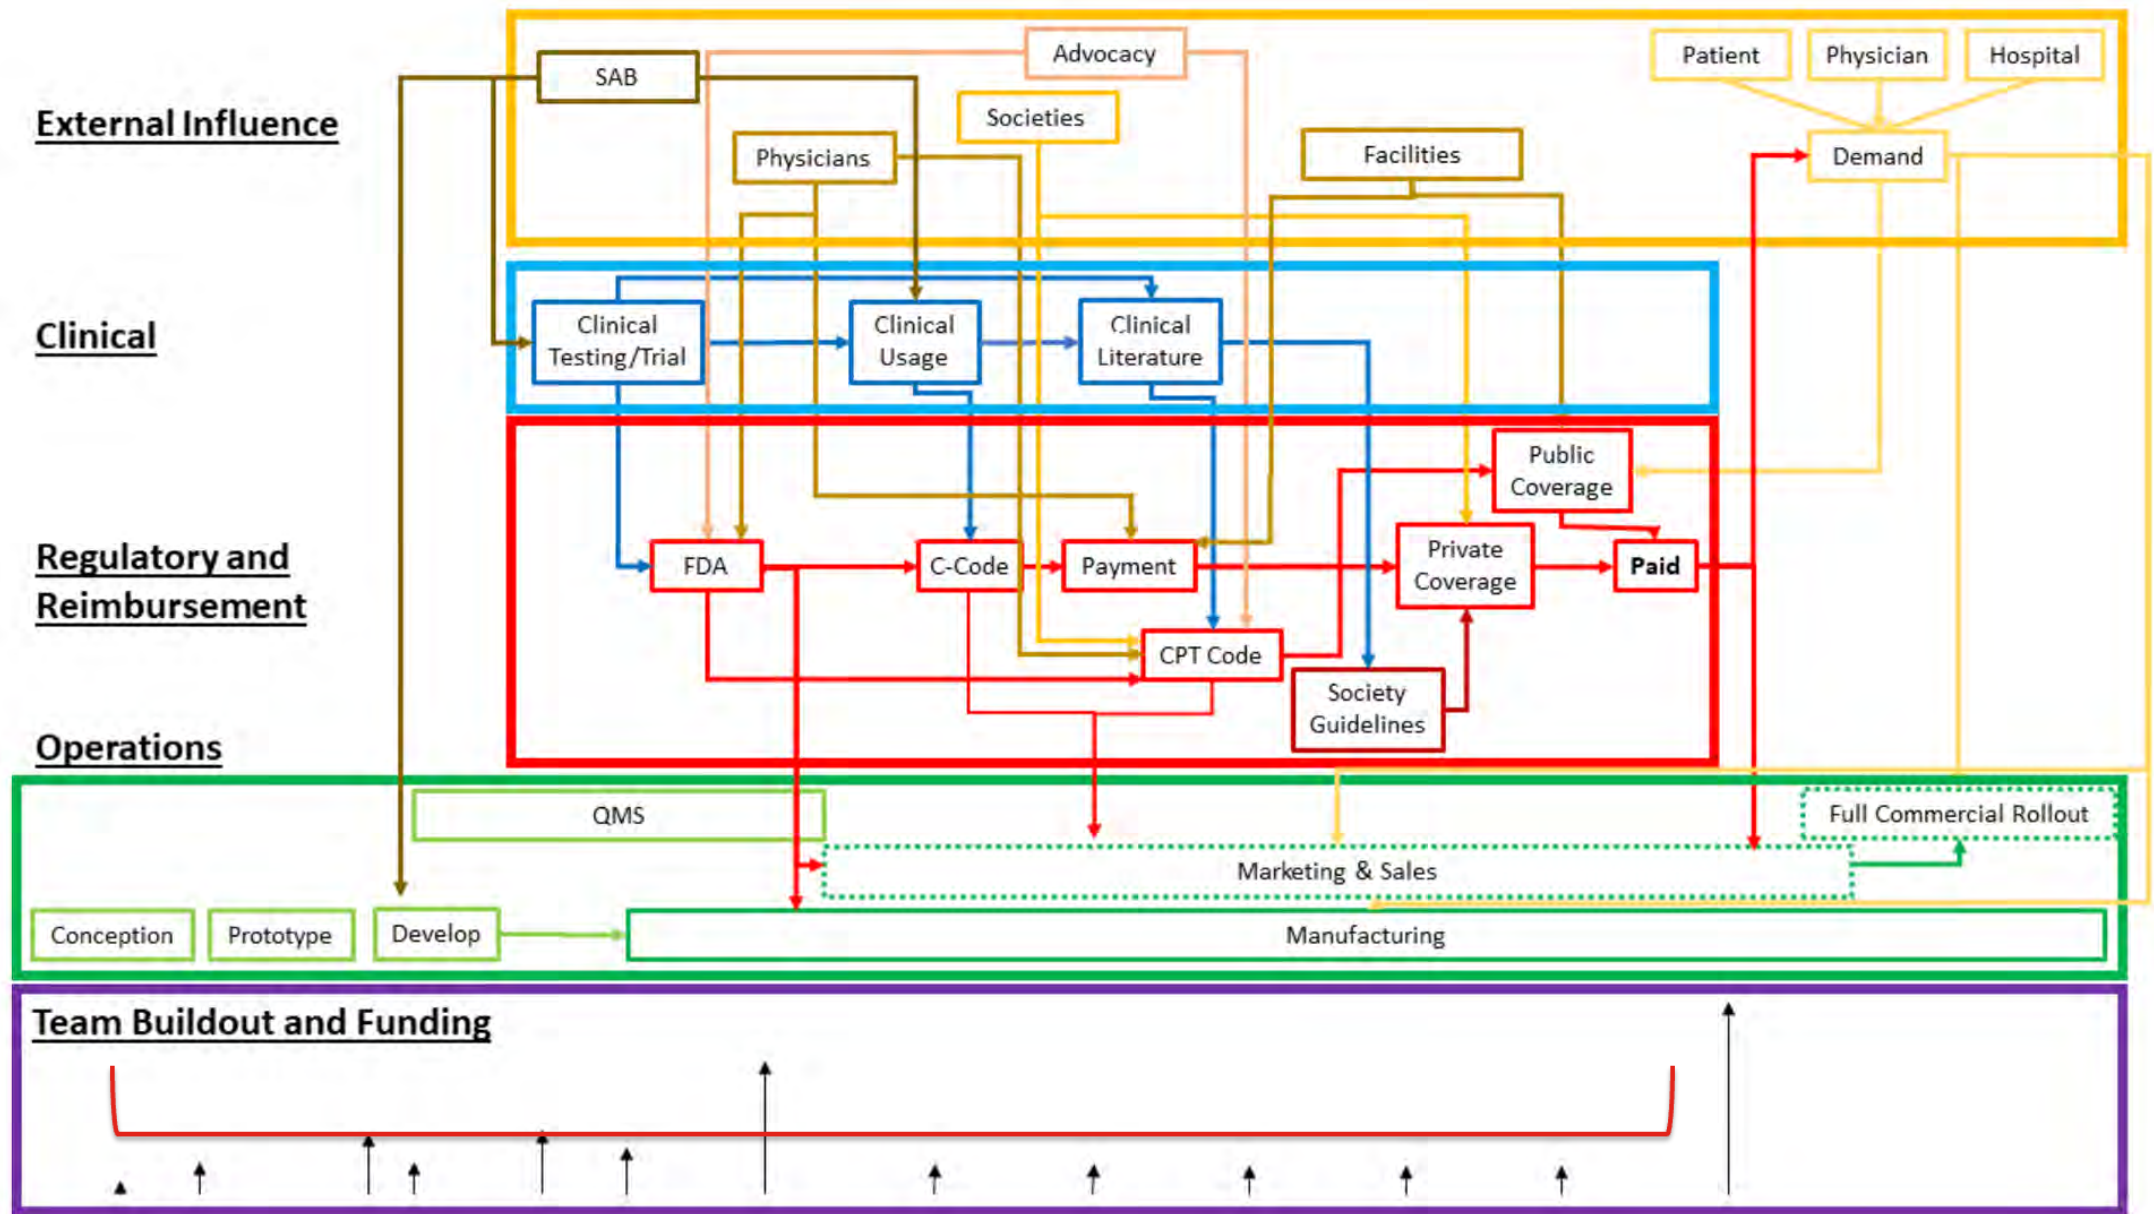 External Influence
SAB
Advocacy
Patient
Physician
Hospital
Societies
Physicians
Facilities
Demand
Clinical
Clinical
Testing/Trial
Clinical
Usage
Clinical
Literature
Regulatory and
Reimbursement
Public
Coverage
FDA
C-Code
Payment
Private
Coverage
Paid
CPT Code
Society
Guidelines
Operations
QMS
Full Commercial Rollout
Marketing & Sales
Conception
Prototype
Develop
Manufacturing
Team Buildout and Funding